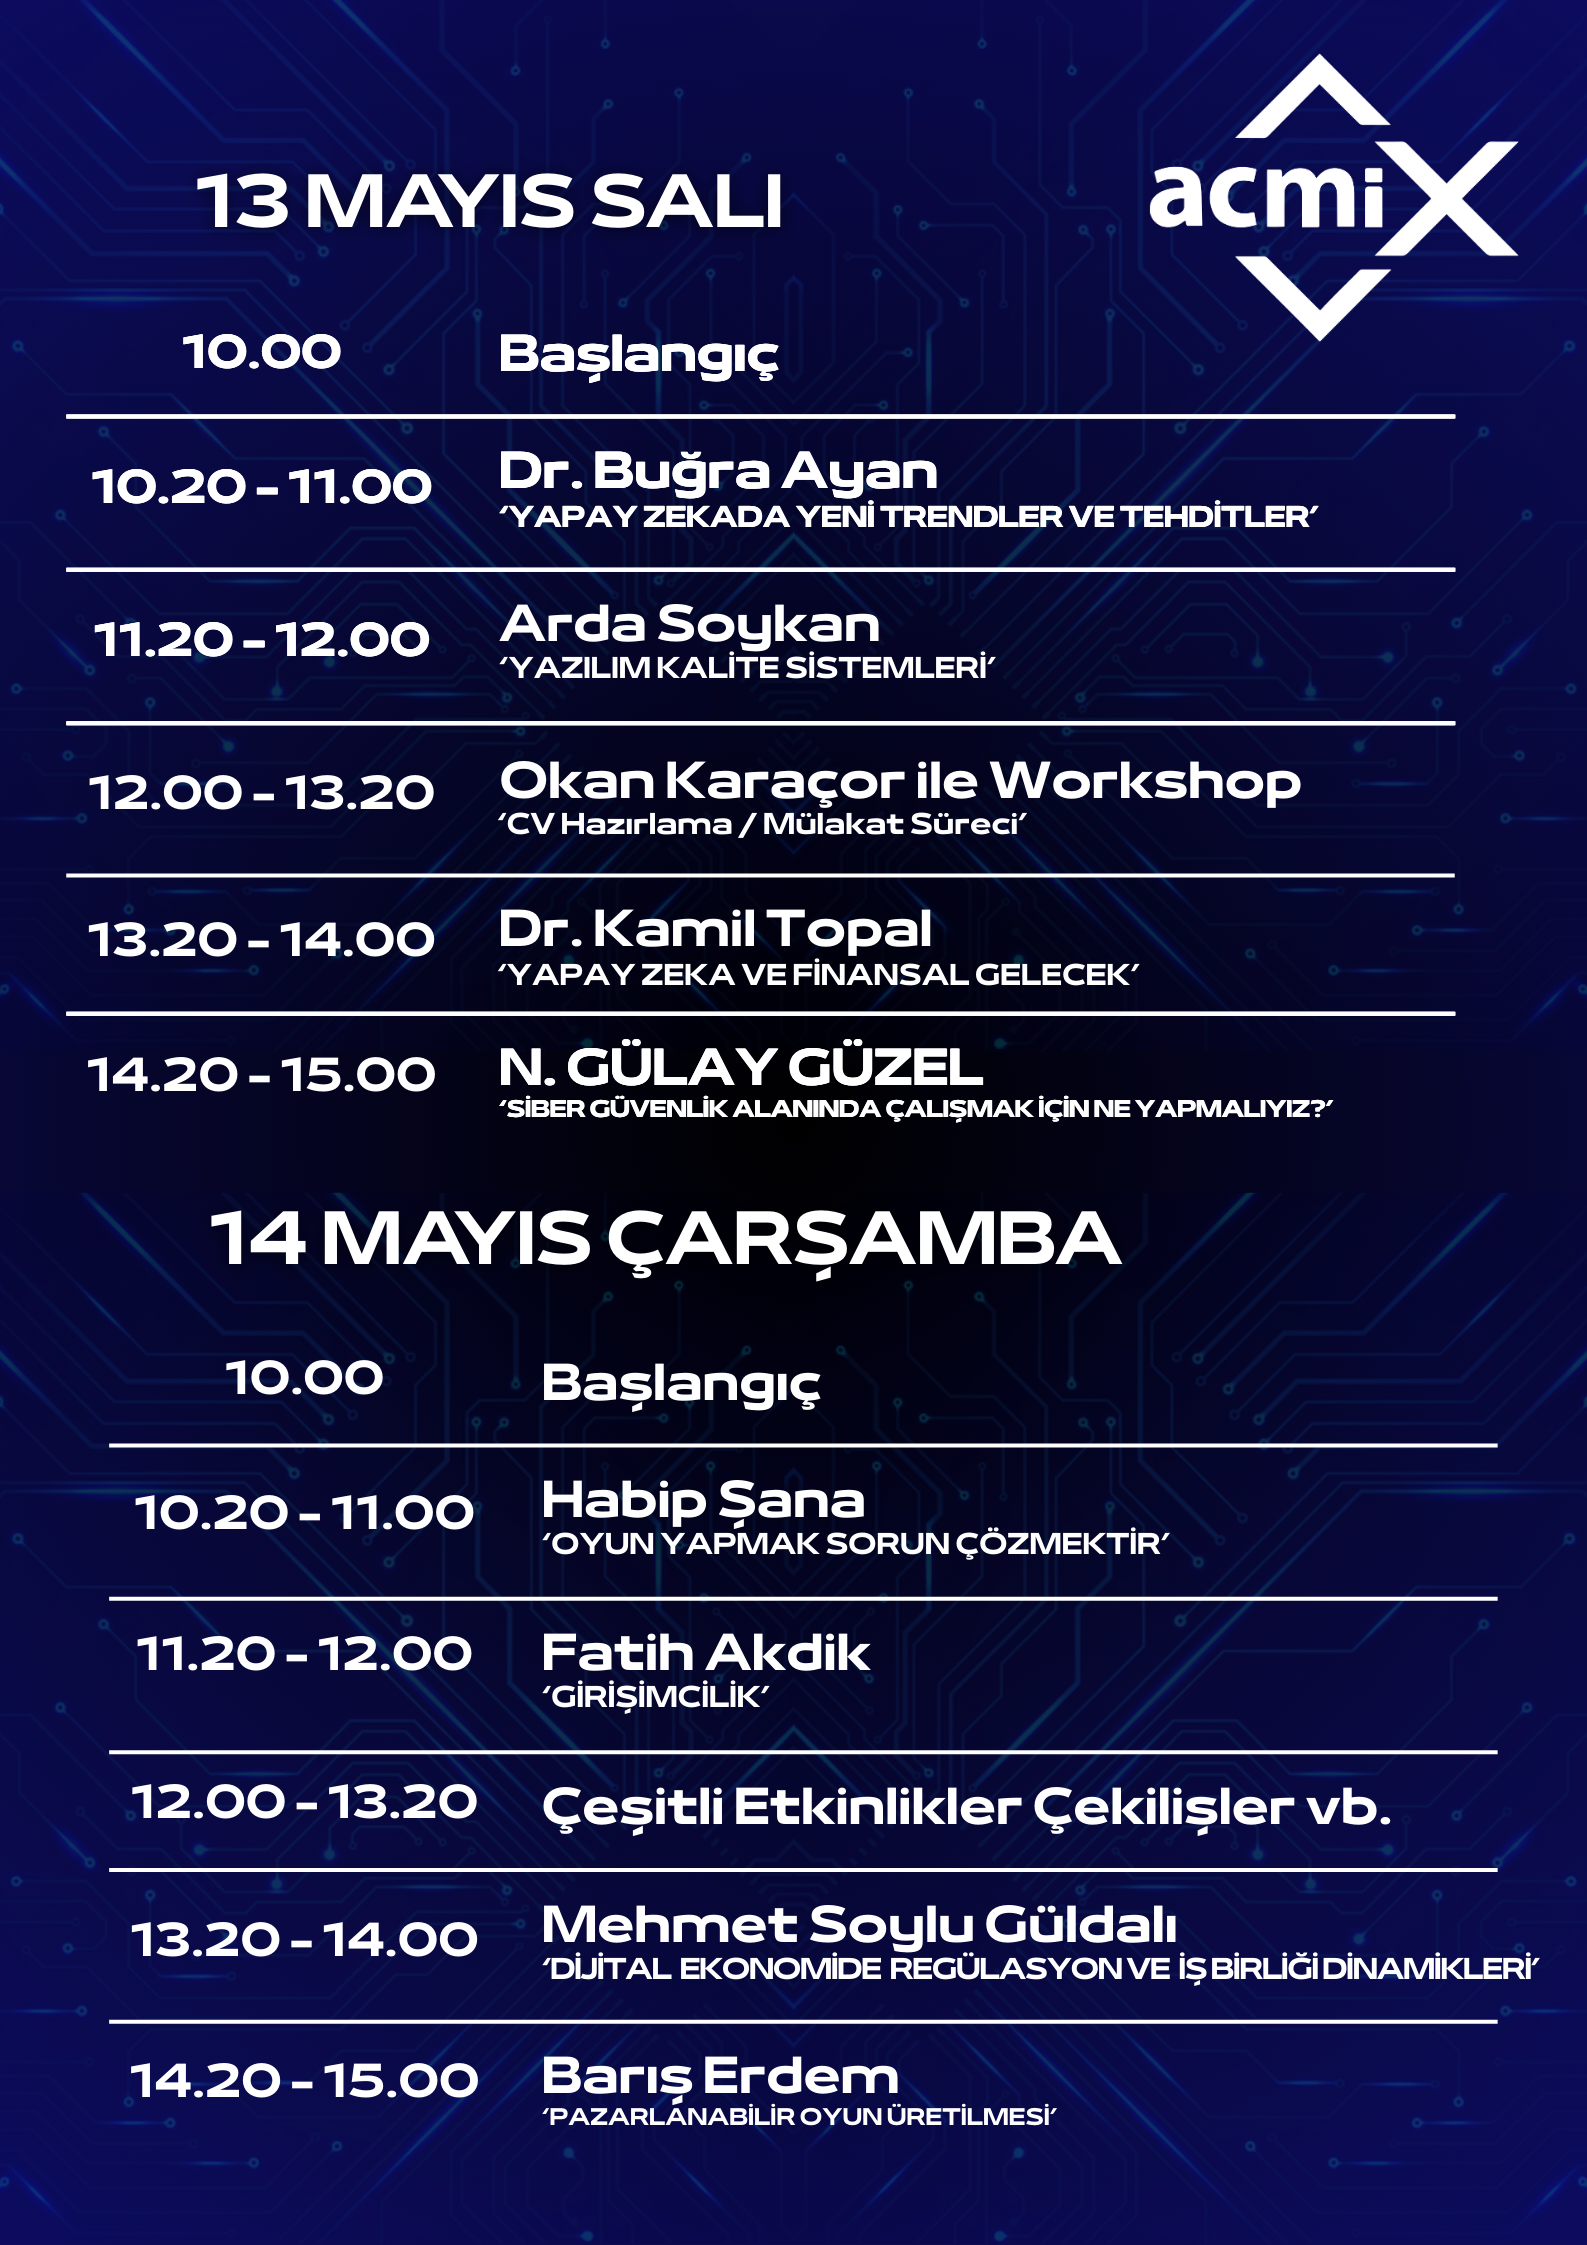 acmiX
13 MAYIS SALI
10.00 Başlangıç
10.20 - 11.00 Dr. Buğra Ayan
‘YAPAY ZEKADA YENİ TRENDLER VE TEHDİTLER’
11.20 - 12.00 Arda Soykan
‘YAZILIM KALİTE SİSTEMLERİ’
12.00 - 13.20 Okan Karaçor ile Workshop
‘CV Hazırlama / Mülakat Süreci’
13.20 - 14.00 Dr. Kamil Topal
‘YAPAY ZEKA VE FİNANSAL GELECEK’
14.20 - 15.00 N. GÜLAY GÜZEL
‘SİBER GÜVENLİK ALANINDA ÇALIŞMAK İÇİN NE YAPMALIYIZ?’
14 MAYIS ÇARŞAMBA
10.00 Başlangıç
10.20 - 11.00 Habip Şana
‘OYUN YAPMAK SORUN ÇÖZMEKTİR’
11.20 - 12.00 Fatih Akdik
‘GİRİŞİMCİLİK’
12.00 - 13.20 Çeşitli Etkinlikler Çekilişler vb.
13.20 - 14.00 Mehmet Soylu Güldalı
‘DİJİTAL EKONOMİDE REGÜLASYON VE İŞ BİRLİĞİ DİNAMİKLERİ’
14.20 - 15.00 Barış Erdem
‘PAZARLANABİLİR OYUN ÜRETİLMESİ’